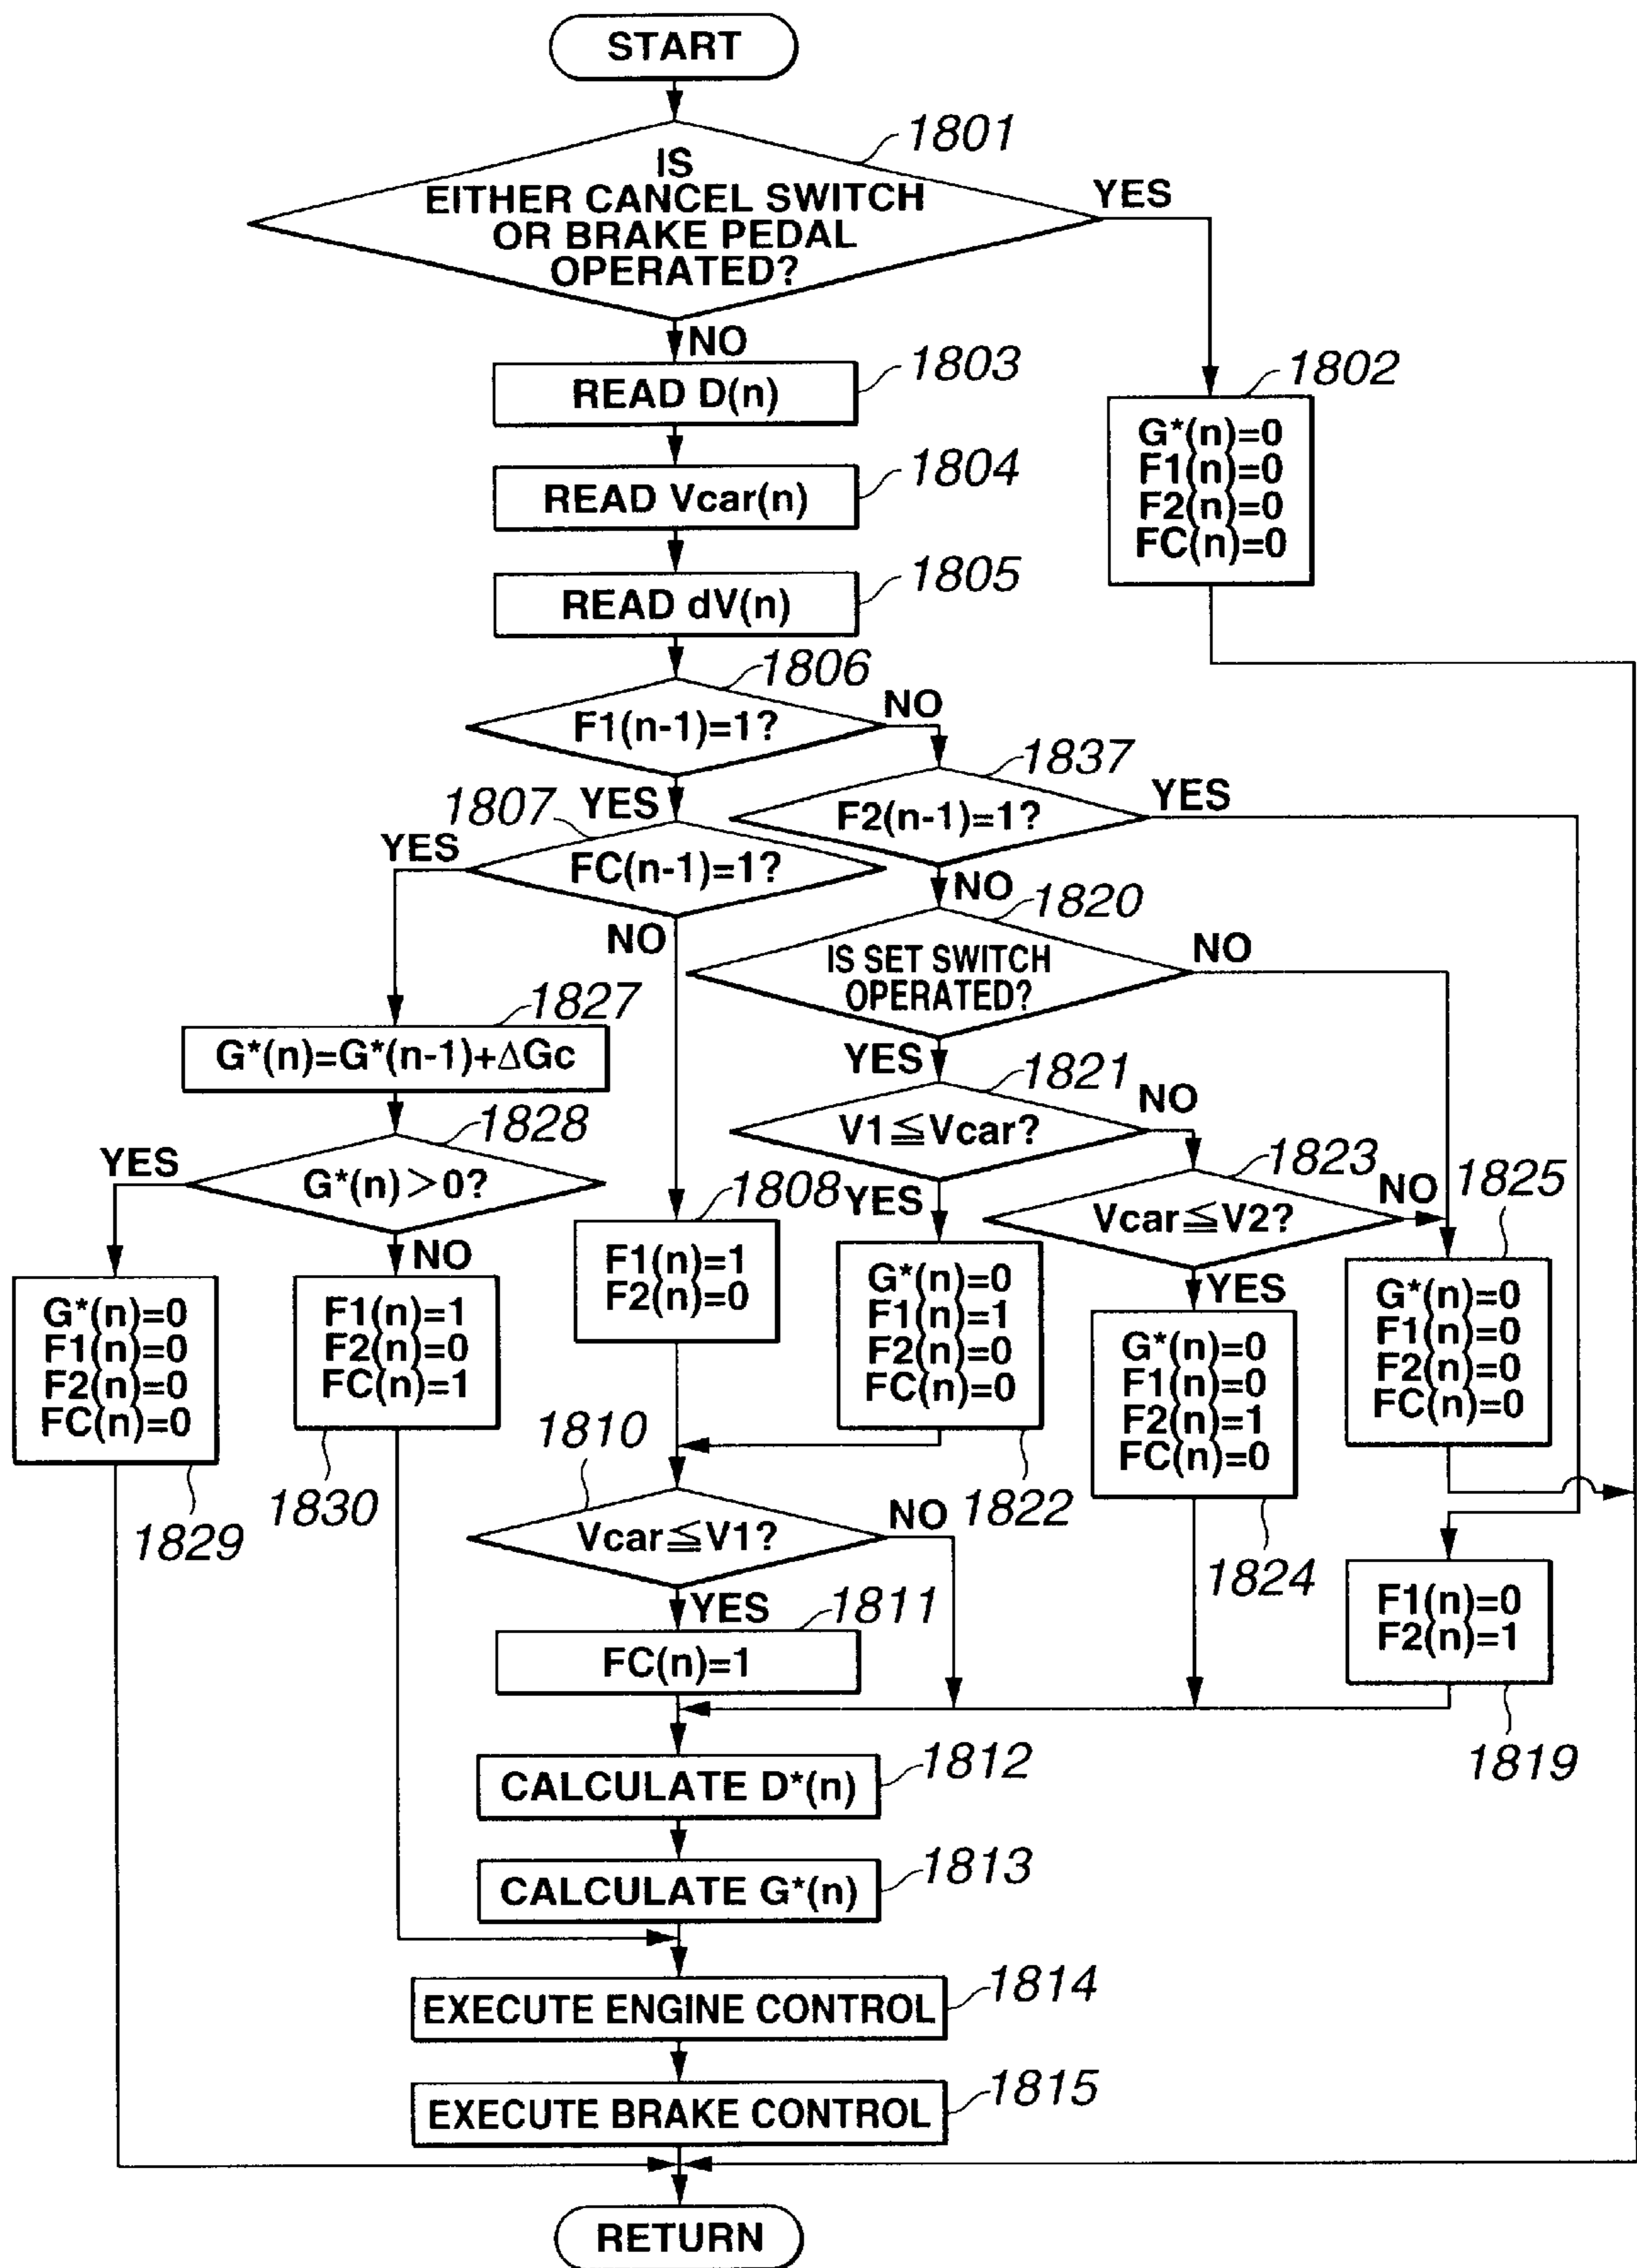 START
1801
IS
EITHER CANCEL SWITCH
OR BRAKE PEDAL
OPERATED?
YES
NO
1803
READ D(n)
1802
G*(n)=0
F1(n)=0
F2(n)=0
FC(n)=0
1804
READ Vcar(n)
1805
READ dV(n)
1806
F1(n-1)=1?
NO
YES
1837
F2(n-1)=1?
YES
NO
1807
FC(n-1)=1?
YES
NO
1820
IS SET SWITCH
OPERATED?
NO
YES
1827
G*(n)=G*(n-1)+ΔGc
1821
V1≦Vcar?
NO
YES
1828
G*(n)>0?
YES
NO
1823
Vcar≦V2?
NO
YES
1808
F1(n)=1
F2(n)=0
1825
G*(n)=0
F1(n)=0
F2(n)=0
FC(n)=0
G*(n)=0
F1(n)=1
F2(n)=0
FC(n)=0
1822
G*(n)=0
F1(n)=0
F2(n)=0
FC(n)=0
1829
F1(n)=1
F2(n)=0
FC(n)=1
1830
G*(n)=0
F1(n)=0
F2(n)=1
FC(n)=0
1824
1810
Vcar≦V1?
NO
YES
1811
FC(n)=1
F1(n)=0
F2(n)=1
1819
1812
CALCULATE D*(n)
1813
CALCULATE G*(n)
1814
EXECUTE ENGINE CONTROL
1815
EXECUTE BRAKE CONTROL
RETURN